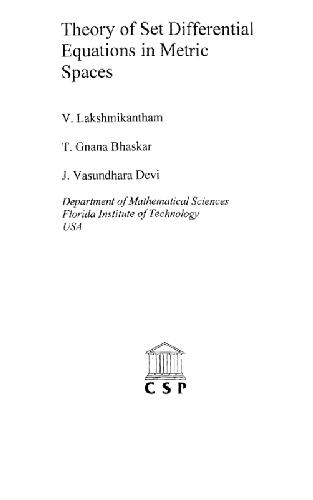 Theory of Set Differential
Equations in Metric
Spaces
V. Lakshmikantham
T. Gnana Bhaskar
J. Vasundhara Devi
Department of Mathematical Sciences
Florida Institute of Technology
USA
CSP